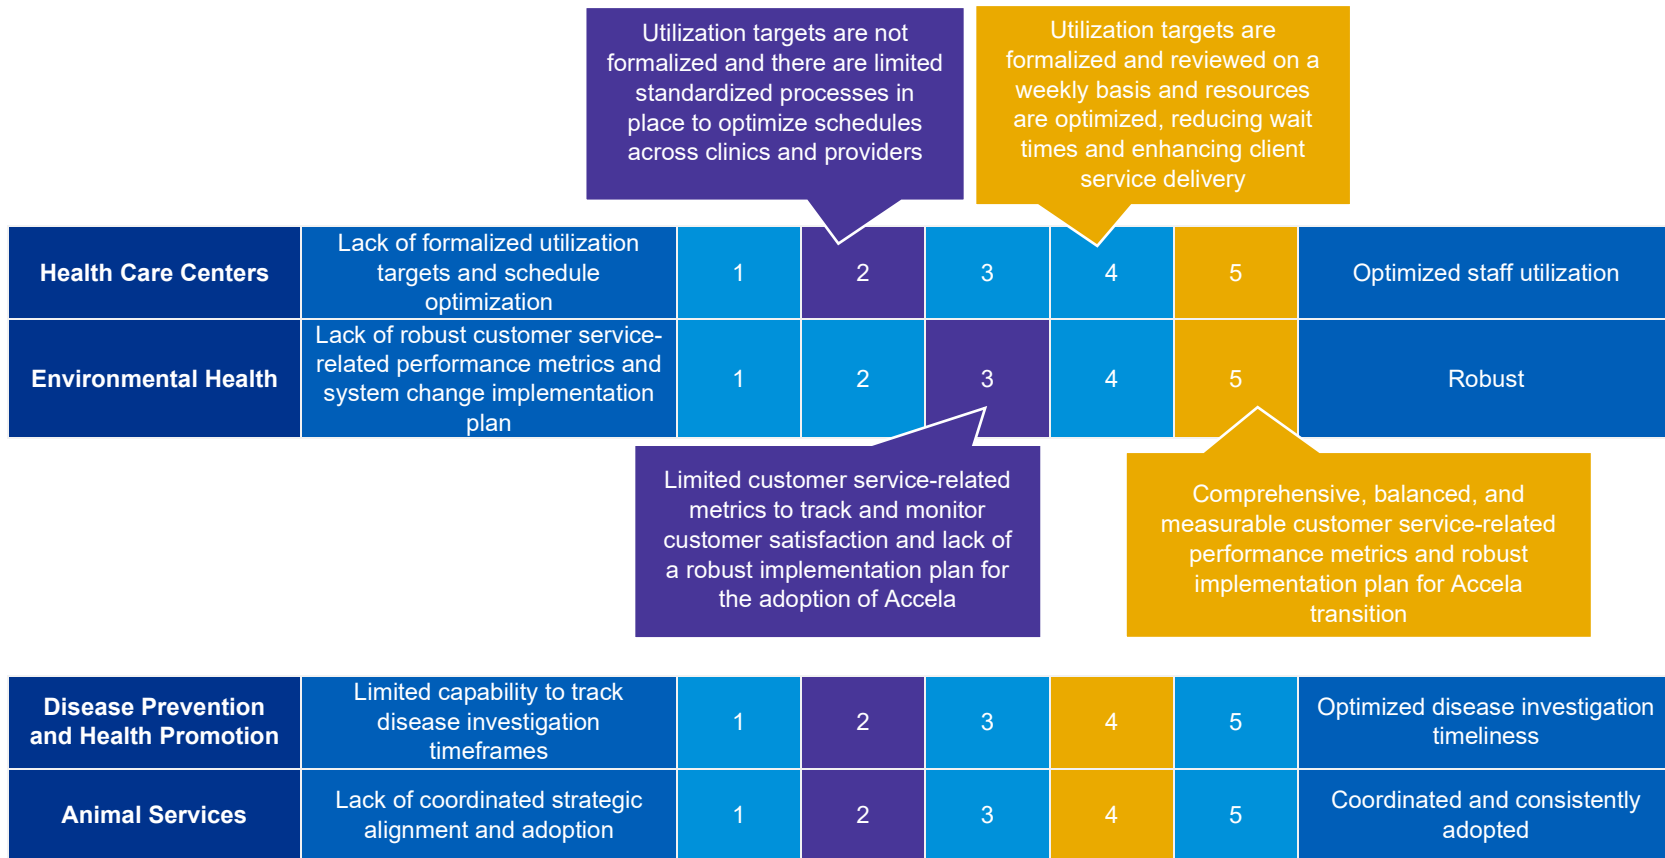 Utilization targets are not
formalized and there are limited
standardized processes in
place to optimize schedules
across clinics and providers
Utilization targets are
formalized and reviewed on a
weekly basis and resources
are optimized, reducing wait
times and enhancing client
service delivery
Health Care Centers
Lack of formalized utilization
targets and schedule
optimization
1
2
3
4
5
Optimized staff utilization
Environmental Health
Lack of robust customer service-
related performance metrics and
system change implementation
plan
1
2
3
4
5
Robust
Limited customer service-related
metrics to track and monitor
customer satisfaction and lack of
a robust implementation plan for
the adoption of Accela
Comprehensive, balanced, and
measurable customer service-related
performance metrics and robust
implementation plan for Accela
transition
Disease Prevention
and Health Promotion
Limited capability to track
disease investigation
timeframes
1
2
3
4
5
Optimized disease investigation
timeliness
Animal Services
Lack of coordinated strategic
alignment and adoption
1
2
3
4
5
Coordinated and consistently
adopted